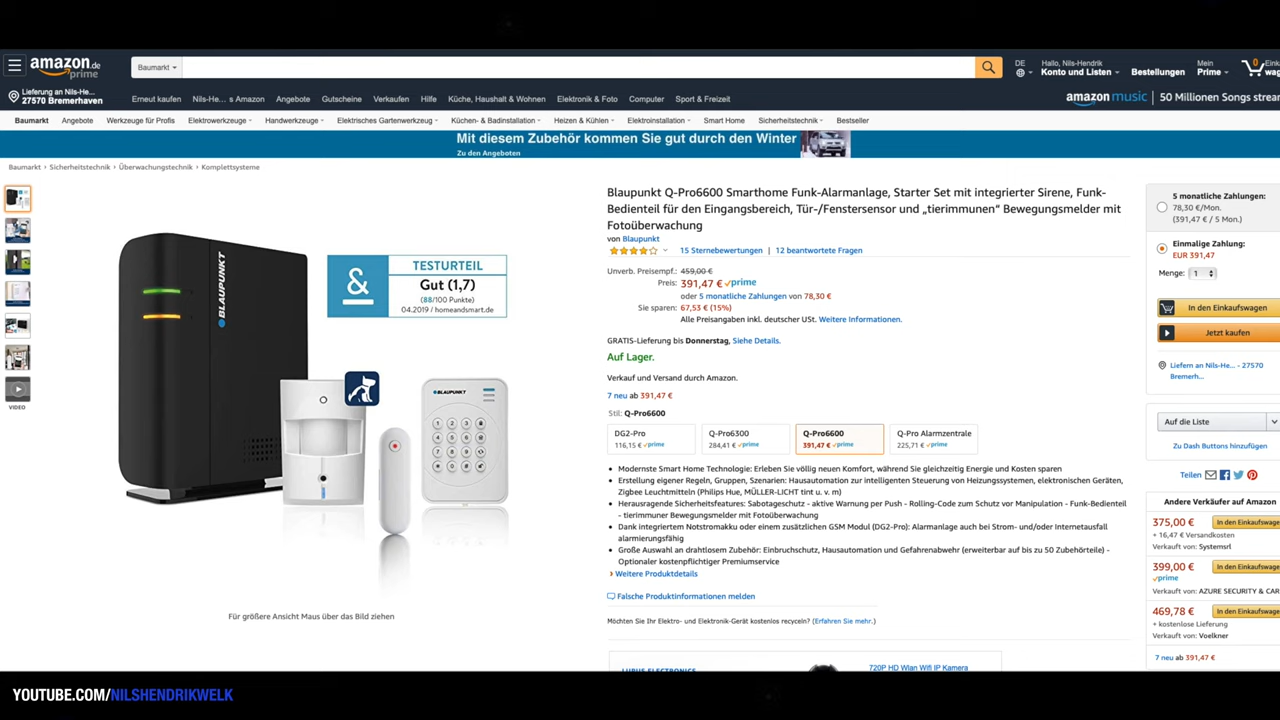 amazon.de
prime
Baumarkt
DE
Hallo, Nils-Hendrik
Konto und Listen
Bestellungen
Mein
Prime
0
Lieferung an Nils-He...
27570 Bremerhaven
Erneut kaufen
Nils-He... s Amazon
Angebote
Gutscheine
Verkaufen
Hilfe
Küche, Haushalt & Wohnen
Elektronik & Foto
Computer
Sport & Freizeit
amazon music | 50 Millionen Songs
Baumarkt
Angebote
Werkzeuge für Profis
Elektrowerkzeuge
Handwerkzeuge
Elektrisches Gartenwerkzeug
Küchen- & Badinstallation
Heizen & Kühlen
Elektroinstallation
Smart Home
Sicherheitstechnik
Bestseller
Mit diesem Zubehör kommen Sie gut durch den Winter
Zu den Angeboten
Baumarkt › Sicherheitstechnik › Überwachungstechnik › Komplettsysteme
VIDEO
BLAUPUNKT
&
TESTURTEIL
Gut (1,7)
(88/100 Punkte)
04.2019 / homeandsmart.de
BLAUPUNKT
Für größere Ansicht Maus über das Bild ziehen
Blaupunkt Q-Pro6600 Smarthome Funk-Alarmanlage, Starter Set mit integrierter Sirene, Funk-
Bedienteil für den Eingangsbereich, Tür-/Fenstersensor und „tierimmunen“ Bewegungsmelder mit
Fotoüberwachung
von Blaupunkt
15 Sternebewertungen | 12 beantwortete Fragen
Unverb. Preisempf.: 459,00 €
Preis: 391,47 € prime
oder 5 monatliche Zahlungen von 78,30 €
Sie sparen: 67,53 € (15%)
Alle Preisangaben inkl. deutscher USt. Weitere Informationen.
GRATIS-Lieferung bis Donnerstag, Siehe Details.
Auf Lager.
Verkauf und Versand durch Amazon.
7 neu ab 391,47 €
Stil: Q-Pro6600
DG2-Pro
116,15 € prime
Q-Pro6300
284,41 € prime
Q-Pro6600
391,47 € prime
Q-Pro Alarmzentrale
225,71 € prime
• Modernste Smart Home Technologie: Erleben Sie völlig neuen Komfort, während Sie gleichzeitig Energie und Kosten sparen
• Erstellung eigener Regeln, Gruppen, Szenarien: Hausautomation zur intelligenten Steuerung von Heizungssystemen, elektronischen Geräten,
Zigbee Leuchtmitteln (Philips Hue, MÜLLER-LICHT tint u. v. m)
• Herausragende Sicherheitsfeatures: Sabotageschutz - aktive Warnung per Push - Rolling-Code zum Schutz vor Manipulation - Funk-Bedienteil
- tierimmuner Bewegungsmelder mit Fotoüberwachung
• Dank integriertem Notstromakku oder einem zusätzlichen GSM Modul (DG2-Pro): Alarmanlage auch bei Strom- und/oder Internetausfall
alarmierungsfähig
• Große Auswahl an drahtlosem Zubehör: Einbruchschutz, Hausautomation und Gefahrenabwehr (erweiterbar auf bis zu 50 Zubehörteile) -
Optionaler kostenpflichtiger Premiumservice
› Weitere Produktdetails
Falsche Produktinformationen melden
Möchten Sie Ihr Elektro- und Elektronik-Gerät kostenlos recyceln? (Erfahren Sie mehr.)
720P HD Wlan Wifi IP Kamera
5 monatliche Zahlungen:
78,30 €/Mon.
(391,47 € / 5 Mon.)
Einmalige Zahlung:
EUR 391,47
Menge: 1
In den Einkaufswagen
Jetzt kaufen
Liefern an Nils-He... - 27570
Bremerh...
Auf die Liste
Zu Dash Buttons hinzufügen
Teilen
Andere Verkäufer auf Amazon
375,00 €
In den Einkaufswage
+ 16,47 € Versandkosten
Verkauft von: Systemsrl
399,00 €
In den Einkaufswage
prime
Verkauft von: AZURE SECURITY & CAR
469,78 €
In den Einkaufswage
+ kostenlose Lieferung
Verkauft von: Voelkner
7 neu ab 391,47 €
YOUTUBE.COM/NILSHENDRIKWELK